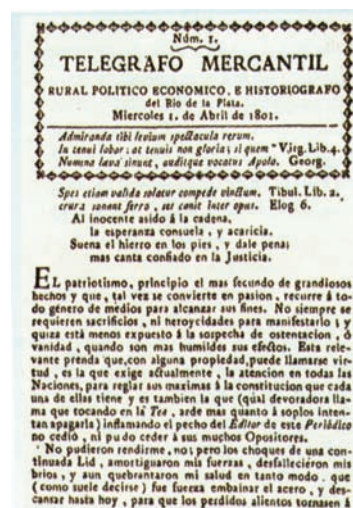 Núm. 1.
TELEGRAFO MERCANTIL
RURAL POLITICO ECONOMICO, E HISTORIOGRAFO
del Rio de la Plata.
Miercoles 1. de Abril de 1801.
Admiranda tibi levium spectacula rerum.
In tenui labor: at tenuis non gloria; si quem Virg. Lib. 4.
Numina læva sinunt, auditque vocatus Apolo. Georg.
Spes etiam valida solatur compede vinctum. Tibul. Lib. 2.
crura sonant ferro, sed canit inter opus. Eleg 6.
Al inocente asido á la cadena,
la esperanza consuela, y acaricia.
Suena el hierro en los pies, y dale pena;
mas canta confiado en la Justicia.
EL patriotismo, principio el mas fecundo de grandiosos
hechos y que, tal vez se convierte en pasion, recurre á to-
do género de medios para alcanzar sus fines. No siempre se
requieren sacrificios, ni heroycidades para manifestarlo; y
quiza está menos expuesto á la sospecha de ostentacion, ó
vanidad, quando son mas humildes sus efectos. Esta rele-
vante prenda que, con alguna propiedad, puede llamarse vir-
tud, es la que exige actualmente, la atencion en todas las
Naciones, para reglar sus maximas á la constitucion que cada
una de ellas tiene y es tambien la que (qual devoradora lla-
ma que tocando en la Tea, arde mas quanto á soplos inten-
tan apagarla) inflamando el pecho del Editor de este Periódico
no cedió, ni pudo ceder á sus muchos Opositores.
No pudieron rendirme, no; pero los choques de una con-
tinuada Lid, amortiguaron mis fuerzas, desfallecieron mis
brios, y aun quebrantaron mi salud en tanto modo, que
(como suele decirse) fue fuerza embainar el acero, y des-
cansar hasta hoy, para que los perdidos alientos tornasen á